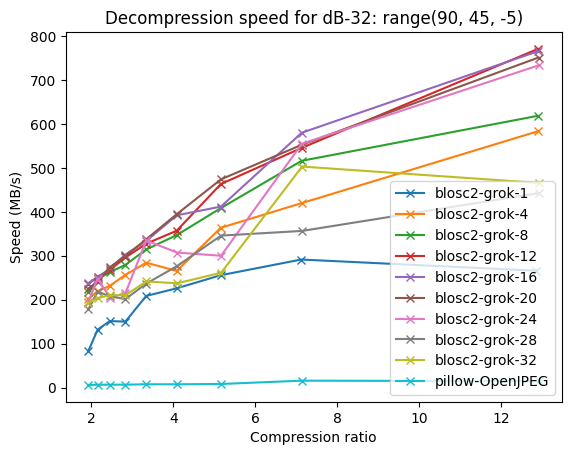 Decompression speed for dB-32: range(90, 45, -5)
800
700
600
500
400
300
200
100
0
Speed (MB/s)
2
4
6
8
10
12
Compression ratio
blosc2-grok-1
blosc2-grok-4
blosc2-grok-8
blosc2-grok-12
blosc2-grok-16
blosc2-grok-20
blosc2-grok-24
blosc2-grok-28
blosc2-grok-32
pillow-OpenJPEG